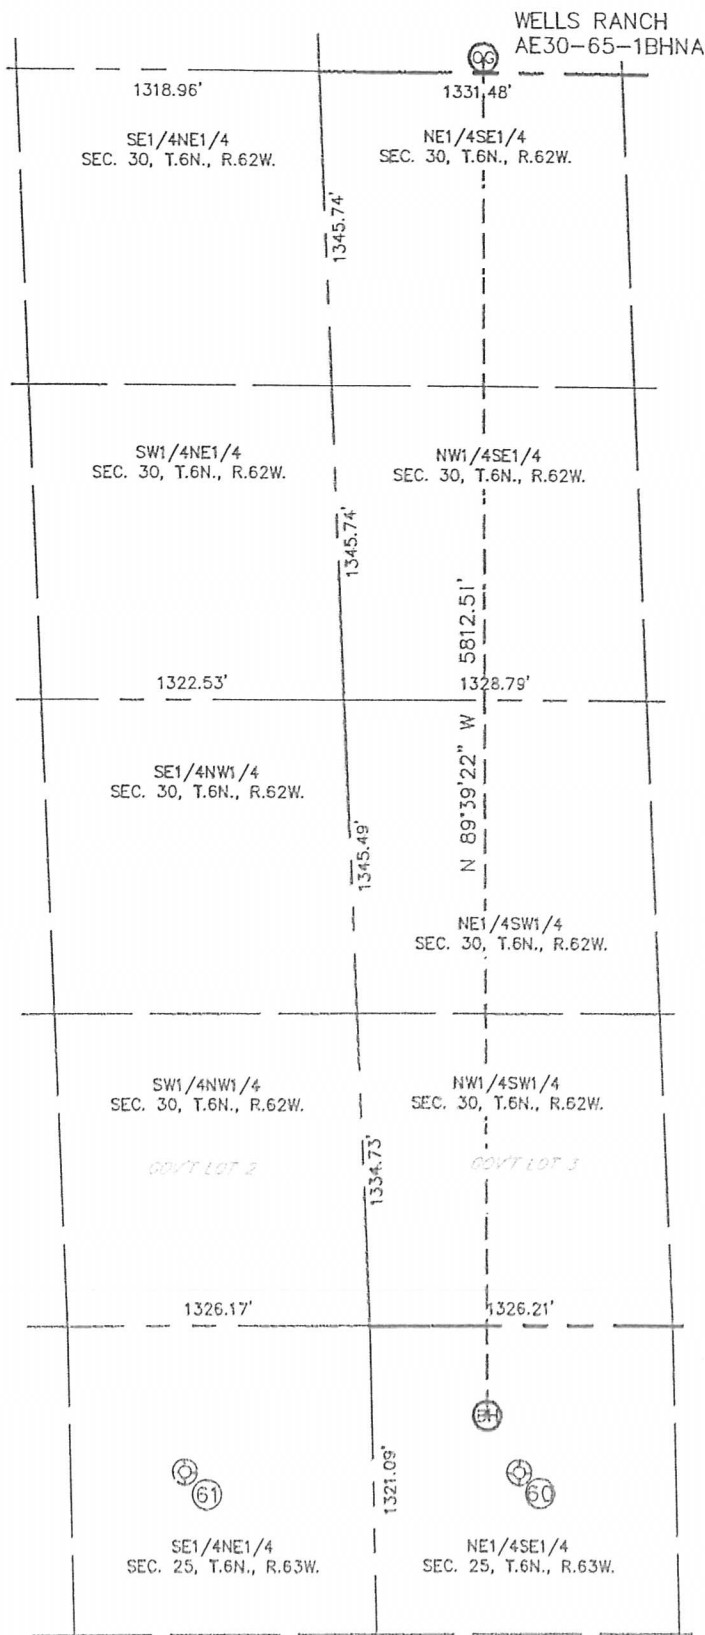 WELLS RANCH
AE30-65-1BHNA
OG
1318.96'
1331.48'
SE1/4NE1/4
SEC. 30, T.6N., R.62W.
NE1/4SE1/4
SEC. 30, T.6N., R.62W.
1345.74'
SW1/4NE1/4
SEC. 30, T.6N., R.62W.
NW1/4SE1/4
SEC. 30, T.6N., R.62W.
1345.74'
N 89°39'22" W 5812.51'
1322.53'
1328.79'
SE1/4NW1/4
SEC. 30, T.6N., R.62W.
1345.49'
NE1/4SW1/4
SEC. 30, T.6N., R.62W.
SW1/4NW1/4
SEC. 30, T.6N., R.62W.
NW1/4SW1/4
SEC. 30, T.6N., R.62W.
GOV'T LOT 2
GOV'T LOT 3
1334.73'
1326.17'
1326.21'
BH
61
60
1321.09'
SE1/4NE1/4
SEC. 25, T.6N., R.63W.
NE1/4SE1/4
SEC. 25, T.6N., R.63W.